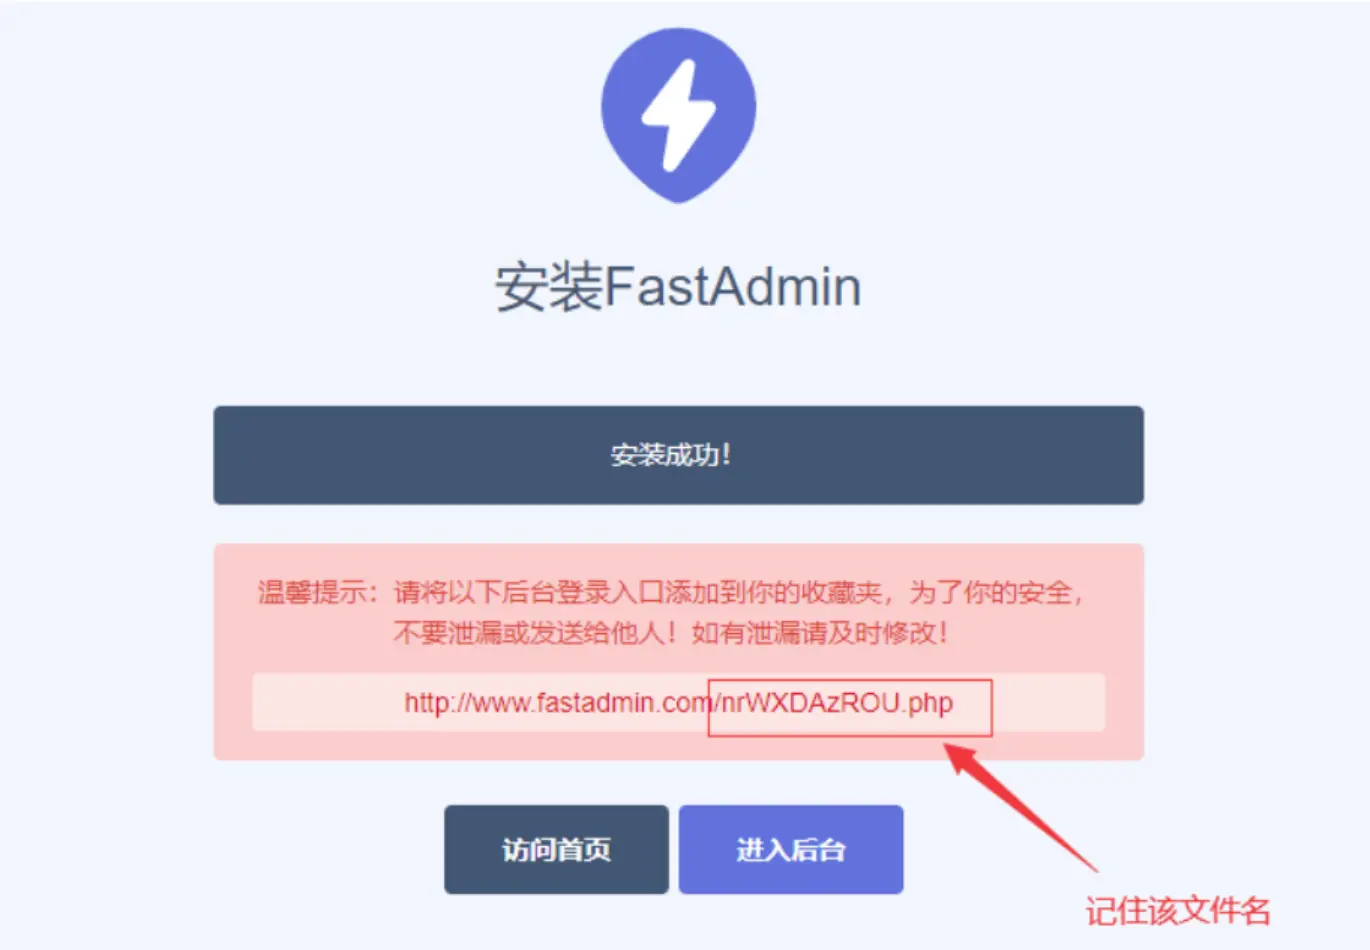 安装FastAdmin
安装成功！
温馨提示：请将以下后台登录入口添加到你的收藏夹，为了你的安全，
不要泄漏或发送给他人！如有泄漏请及时修改！
http://www.fastadmin.com/nrWXDAzROU.php
访问首页
进入后台
记住该文件名